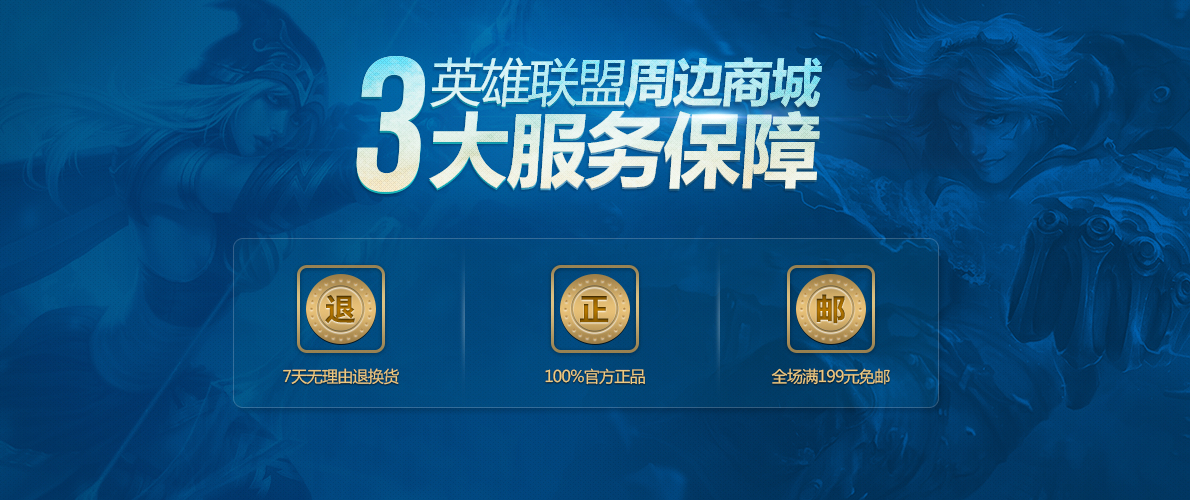 英雄联盟周边商城
3大服务保障
退
正
邮
7天无理由退换货
100%官方正品
全场满199元免邮